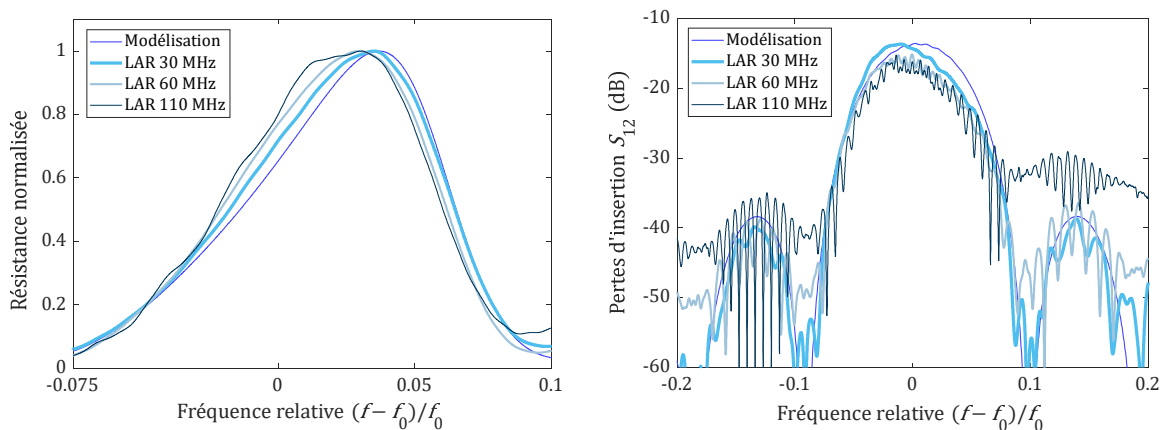 Résistance normalisée
1
0.8
0.6
0.4
0.2
0
-0.075
0
0.05
0.1
Fréquence relative (f−f0)/f0
Modélisation
LAR 30 MHz
LAR 60 MHz
LAR 110 MHz
Pertes d'insertion S12 (dB)
-10
-20
-30
-40
-50
-60
-0.2
-0.1
0
0.1
0.2
Fréquence relative (f−f0)/f0
Modélisation
LAR 30 MHz
LAR 60 MHz
LAR 110 MHz